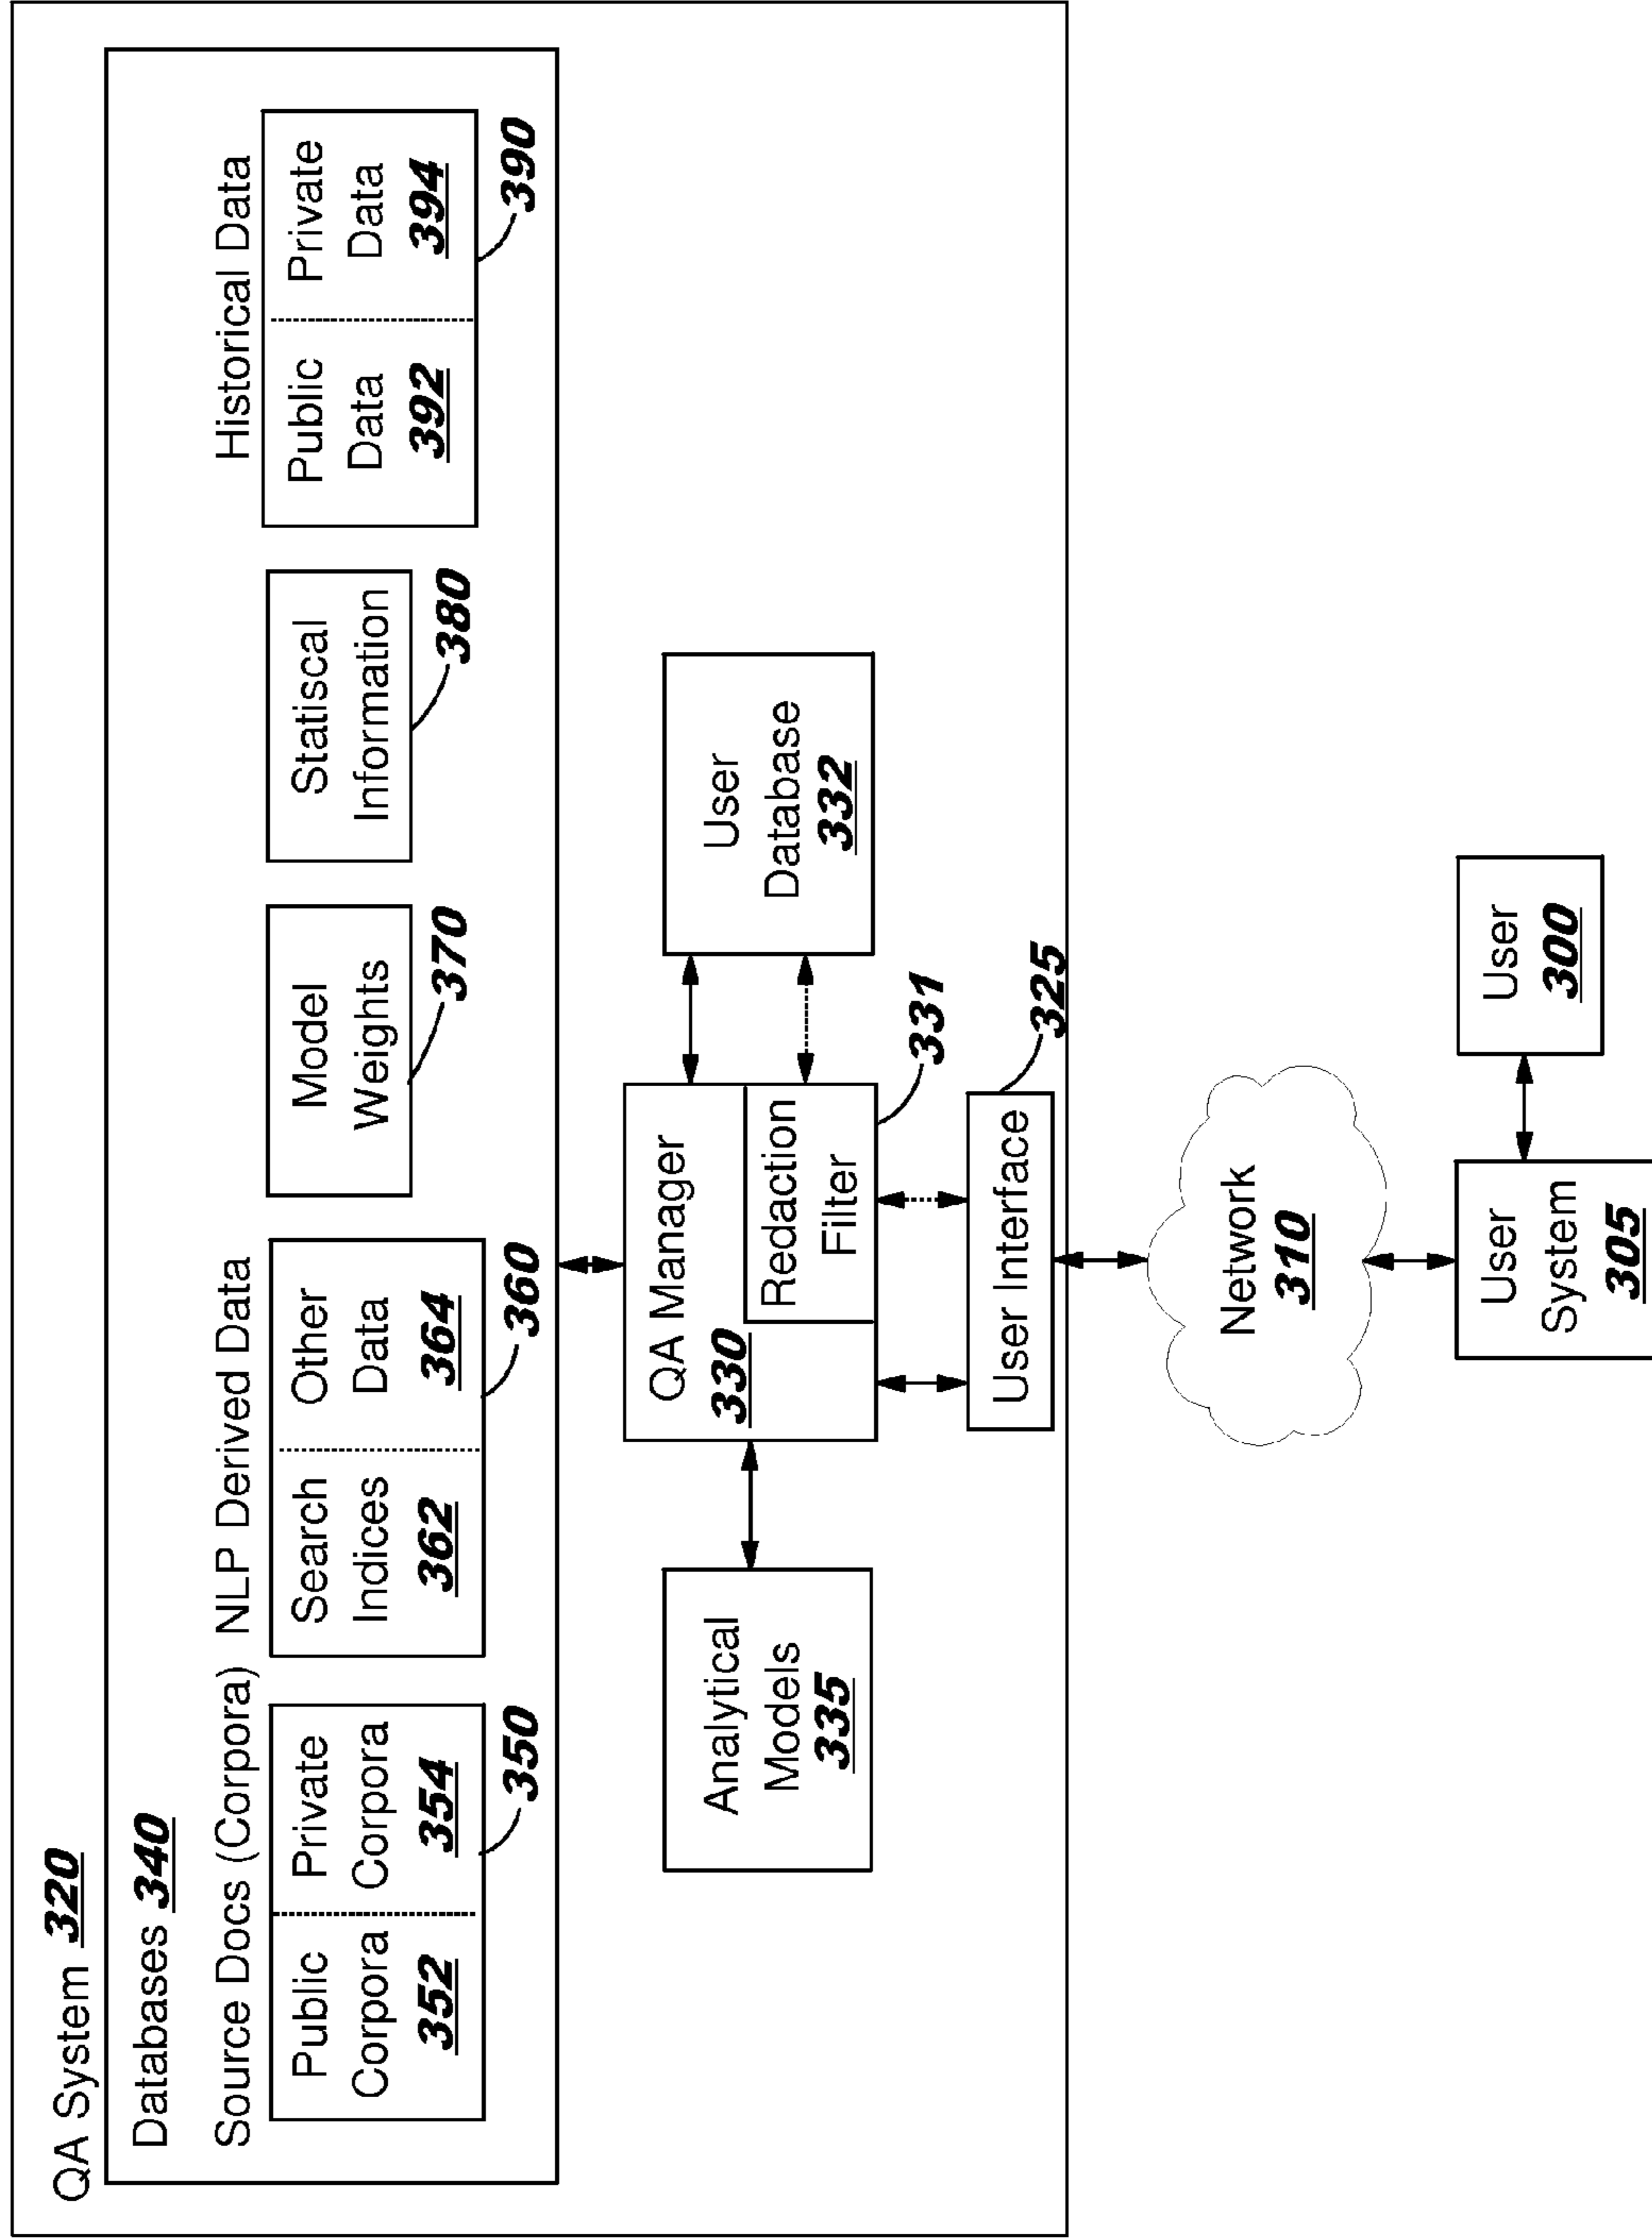 QA System 320
Databases 340
Source Docs (Corpora)
Public
Corpora
352
Private
Corpora
354
350
NLP Derived Data
Search
Indices
362
Other
Data
364
360
Model
Weights
370
Statiscal
Information
380
Historical Data
Public
Data
392
Private
Data
394
390
Analytical
Models
335
QA Manager
330
Redaction
Filter
331
User
Database
332
User Interface
325
Network
310
User
System
305
User
300